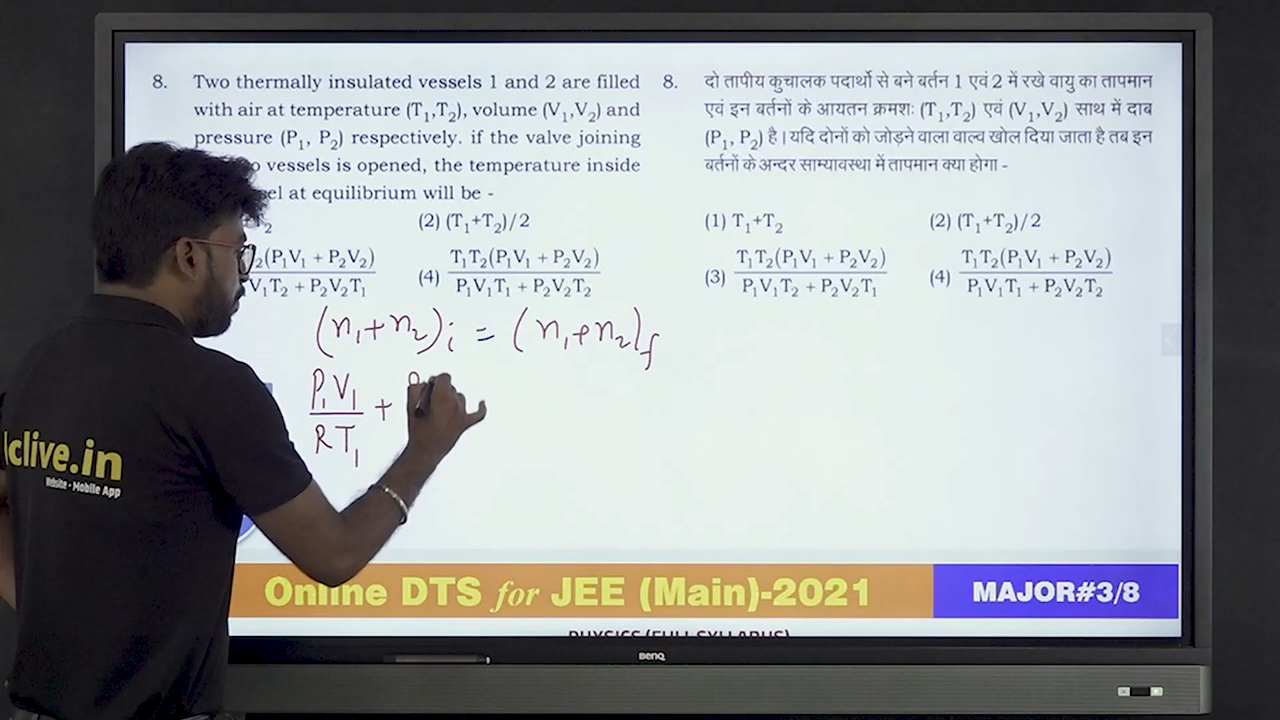 8. Two thermally insulated vessels 1 and 2 are filled
with air at temperature (T₁,T₂), volume (V₁,V₂) and
pressure (P₁, P₂) respectively. if the valve joining
vessels is opened, the temperature inside
at equilibrium will be -
(2) (T₁+T₂)/2
(P₁V₁ + P₂V₂)
V₁T₂ + P₂V₂T₁
(4) T₁T₂(P₁V₁ + P₂V₂)
P₁V₁T₁ + P₂V₂T₂
8. दो तापीय कुचालक पदार्थो से बने बर्तन 1 एवं 2 में रखे वायु का तापमान
एवं इन बर्तनों के आयतन क्रमशः (T₁,T₂) एवं (V₁,V₂) साथ में दाब
(P₁, P₂) है। यदि दोनों को जोड़ने वाला वाल्व खोल दिया जाता है तब इन
बर्तनों के अन्दर साम्यावस्था में तापमान क्या होगा -
(1) T₁+T₂ (2) (T₁+T₂)/2
(3) T₁T₂(P₁V₁ + P₂V₂)
P₁V₁T₂ + P₂V₂T₁
(4) T₁T₂(P₁V₁ + P₂V₂)
P₁V₁T₁ + P₂V₂T₂
(n₁+n₂)i = (n₁+n₂)f
P₁V₁
RT₁ +
clive.in
Website - Mobile App
Online DTS for JEE (Main)-2021
MAJOR#3/8
PHYSICS (FULL SYLLABUS)
BenQ